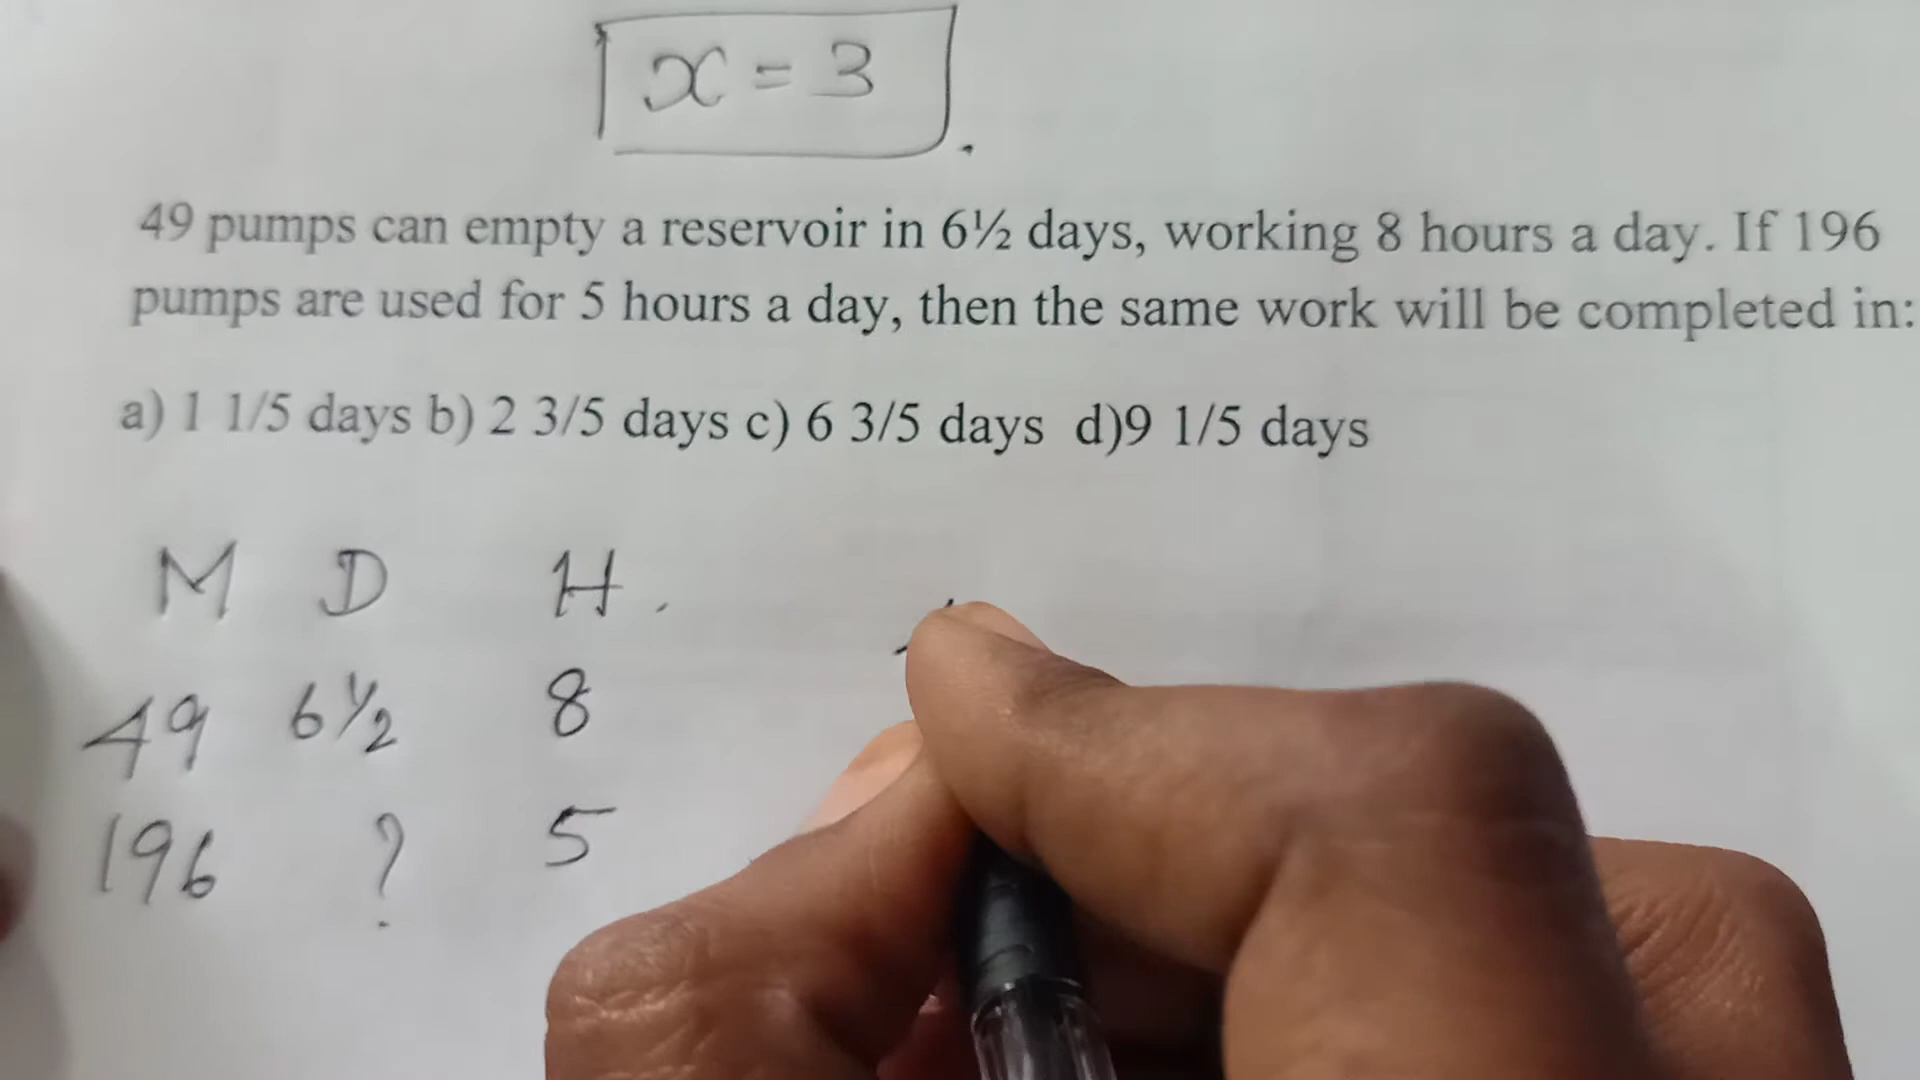 x = 3.
49 pumps can empty a reservoir in 6½ days, working 8 hours a day. If 196
pumps are used for 5 hours a day, then the same work will be completed in:
a) 1 1/5 days b) 2 3/5 days c) 6 3/5 days d)9 1/5 days
M D H.
49 6½ 8
196 ? 5